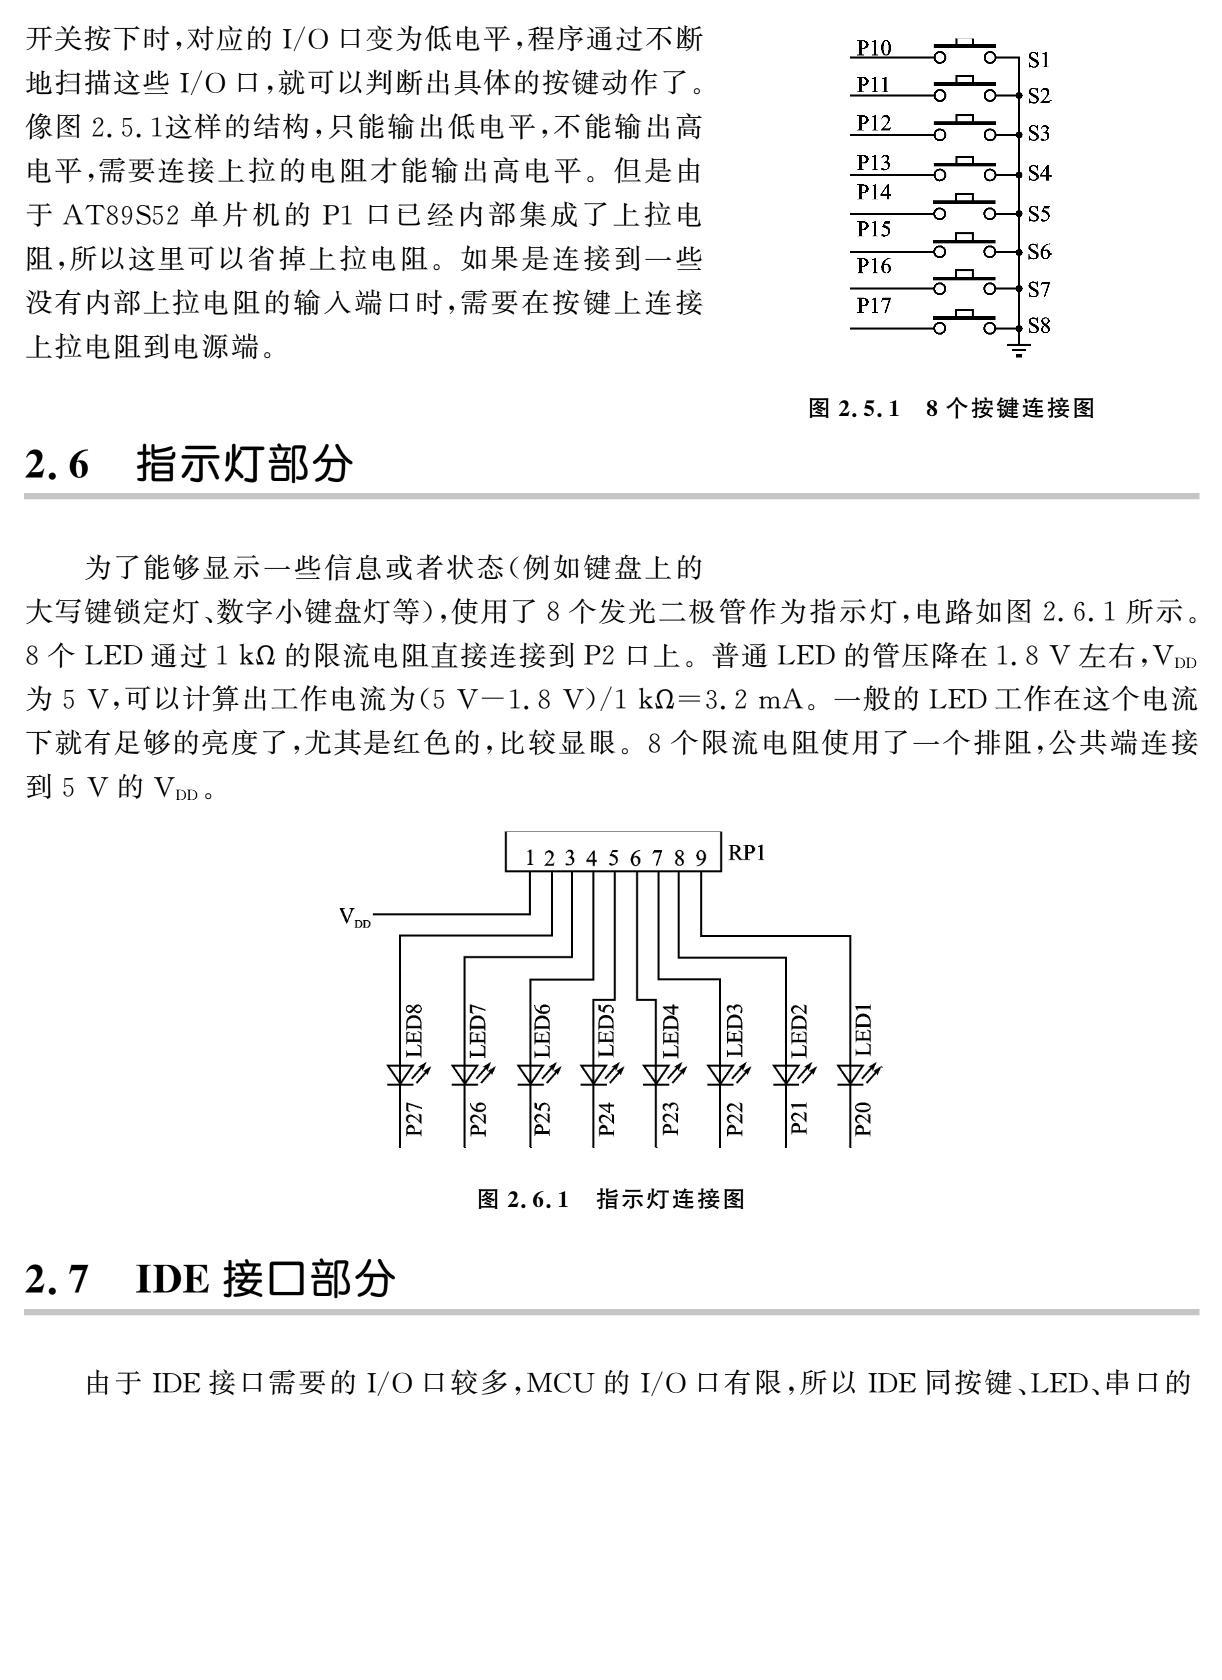 开关按下时,对应的 I/O 口变为低电平,程序通过不断
地扫描这些 I/O 口,就可以判断出具体的按键动作了。
像图 2.5.1这样的结构,只能输出低电平,不能输出高
电平,需要连接上拉的电阻才能输出高电平。但是由
于 AT89S52 单片机的 P1 口已经内部集成了上拉电
阻,所以这里可以省掉上拉电阻。如果是连接到一些
没有内部上拉电阻的输入端口时,需要在按键上连接
上拉电阻到电源端。
P10 S1
P11 S2
P12 S3
P13 S4
P14 S5
P15 S6
P16 S7
P17 S8
图 2.5.1 8 个按键连接图
2.6 指示灯部分
为了能够显示一些信息或者状态(例如键盘上的
大写键锁定灯、数字小键盘灯等),使用了 8 个发光二极管作为指示灯,电路如图 2.6.1 所示。
8 个 LED 通过 1 kΩ 的限流电阻直接连接到 P2 口上。普通 LED 的管压降在 1.8 V 左右,VDD
为 5 V,可以计算出工作电流为(5 V－1.8 V)/1 kΩ＝3.2 mA。一般的 LED 工作在这个电流
下就有足够的亮度了,尤其是红色的,比较显眼。8 个限流电阻使用了一个排阻,公共端连接
到 5 V 的 VDD。
1 2 3 4 5 6 7 8 9 RP1
VDD
LED8 LED7 LED6 LED5 LED4 LED3 LED2 LED1
P27 P26 P25 P24 P23 P22 P21 P20
图 2.6.1 指示灯连接图
2.7 IDE 接口部分
由于 IDE 接口需要的 I/O 口较多,MCU 的 I/O 口有限,所以 IDE 同按键、LED、串口的